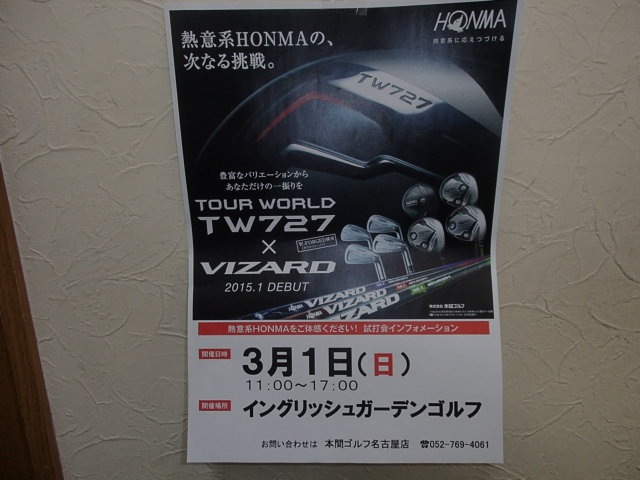 HONMA
熱意に応えつづける
熱意系HONMAの、
次なる挑戦。
TW727
豊富なバリエーションから
あなただけの一振りを
TOUR WORLD
TW727
×
VIZARD
2015.1 DEBUT
VIZARD
VIZARD
VIZARD
株式会社 本間ゴルフ
熱意系HONMAをご体感ください! 試打会インフォメーション
開催日時 3月1日(日)
11:00～17:00
開催場所 イングリッシュガーデンゴルフ
お問い合わせは 本間ゴルフ名古屋店 ☎052-769-4061